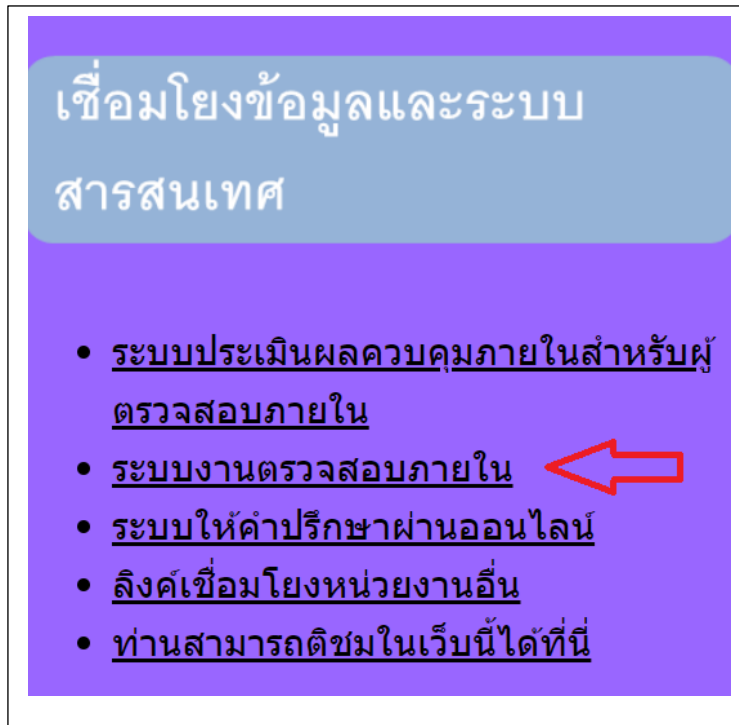 เชื่อมโยงข้อมูลและระบบ
สารสนเทศ
ระบบประเมินผลควบคุมภายในสำหรับผู้
ตรวจสอบภายใน
ระบบงานตรวจสอบภายใน
ระบบให้คำปรึกษาผ่านออนไลน์
ลิงค์เชื่อมโยงหน่วยงานอื่น
ท่านสามารถติชมในเว็บนี้ได้ที่นี่